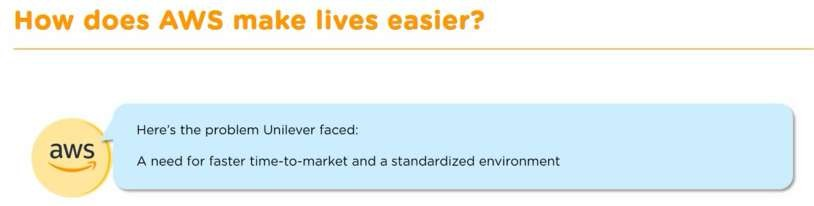 How does AWS make lives easier?
Here's the problem Unilever faced:
aws
A need for faster time-to-market and a standardized environment